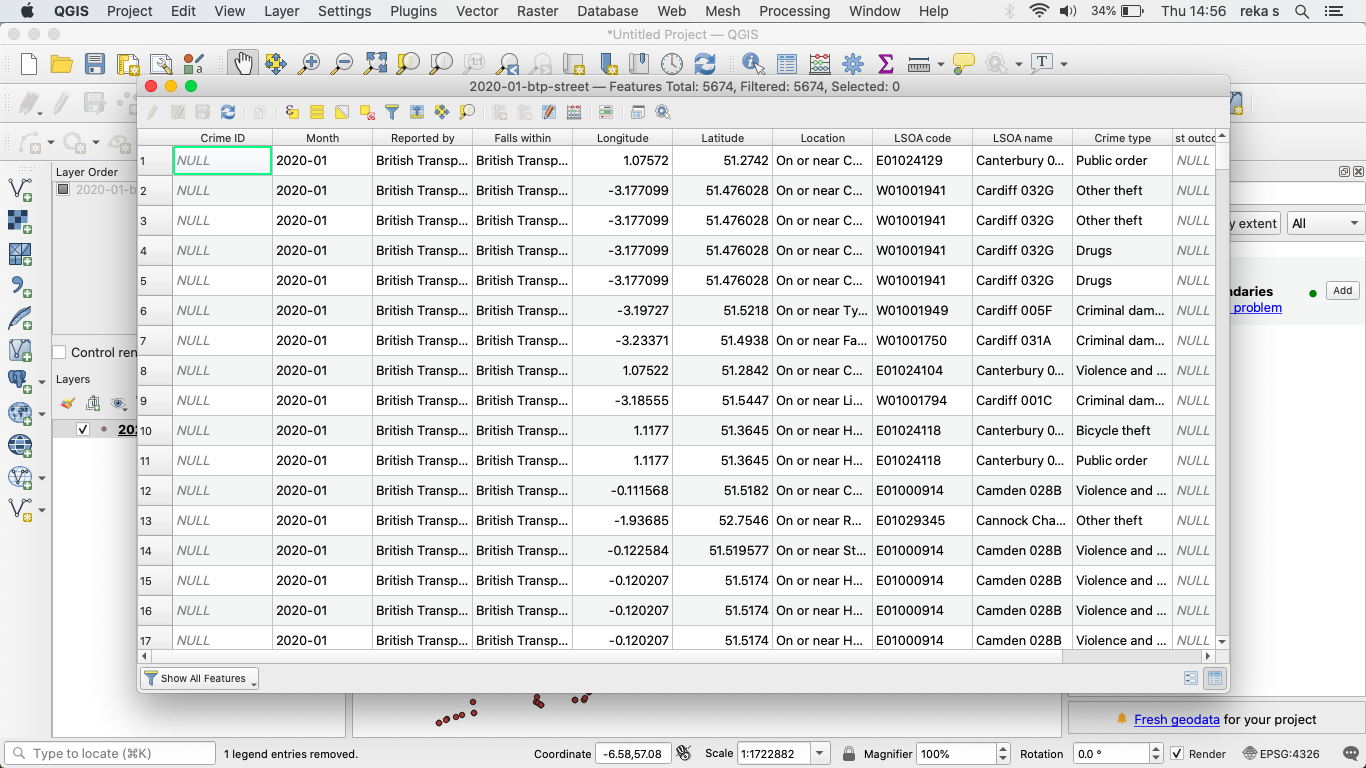 QGIS Project Edit View Layer Settings Plugins Vector Raster Database Web Mesh Processing Window Help 34% Thu 14:56 reka s
*Untitled Project — QGIS
2020-01-btp-street — Features Total: 5674, Filtered: 5674, Selected: 0
Crime ID Month Reported by Falls within Longitude Latitude Location LSOA code LSOA name Crime type st outco
1 NULL 2020-01 British Transp... British Transp... 1.07572 51.2742 On or near C... E01024129 Canterbury 0... Public order NULL
2 NULL 2020-01 British Transp... British Transp... -3.177099 51.476028 On or near C... W01001941 Cardiff 032G Other theft NULL
3 NULL 2020-01 British Transp... British Transp... -3.177099 51.476028 On or near C... W01001941 Cardiff 032G Other theft NULL
4 NULL 2020-01 British Transp... British Transp... -3.177099 51.476028 On or near C... W01001941 Cardiff 032G Drugs NULL
5 NULL 2020-01 British Transp... British Transp... -3.177099 51.476028 On or near C... W01001941 Cardiff 032G Drugs NULL
6 NULL 2020-01 British Transp... British Transp... -3.19727 51.5218 On or near Ty... W01001949 Cardiff 005F Criminal dam... NULL
7 NULL 2020-01 British Transp... British Transp... -3.23371 51.4938 On or near Fa... W01001750 Cardiff 031A Criminal dam... NULL
8 NULL 2020-01 British Transp... British Transp... 1.07522 51.2842 On or near C... E01024104 Canterbury 0... Violence and ... NULL
9 NULL 2020-01 British Transp... British Transp... -3.18555 51.5447 On or near Li... W01001794 Cardiff 001C Criminal dam... NULL
10 NULL 2020-01 British Transp... British Transp... 1.1177 51.3645 On or near H... E01024118 Canterbury 0... Bicycle theft NULL
11 NULL 2020-01 British Transp... British Transp... 1.1177 51.3645 On or near H... E01024118 Canterbury 0... Public order NULL
12 NULL 2020-01 British Transp... British Transp... -0.111568 51.5182 On or near C... E01000914 Camden 028B Violence and ... NULL
13 NULL 2020-01 British Transp... British Transp... -1.93685 52.7546 On or near R... E01029345 Cannock Cha... Other theft NULL
14 NULL 2020-01 British Transp... British Transp... -0.122584 51.519577 On or near St... E01000914 Camden 028B Violence and ... NULL
15 NULL 2020-01 British Transp... British Transp... -0.120207 51.5174 On or near H... E01000914 Camden 028B Violence and ... NULL
16 NULL 2020-01 British Transp... British Transp... -0.120207 51.5174 On or near H... E01000914 Camden 028B Violence and ... NULL
17 NULL 2020-01 British Transp... British Transp... -0.120207 51.5174 On or near H... E01000914 Camden 028B Violence and ... NULL
Show All Features
Layer Order
2020-01-b
Control ren
Layers
202
y extent All
ndaries Add
problem
Fresh geodata for your project
Type to locate (⌘K) 1 legend entries removed. Coordinate -6.58,57.08 Scale 1:1722882 Magnifier 100% Rotation 0.0 ° Render EPSG:4326